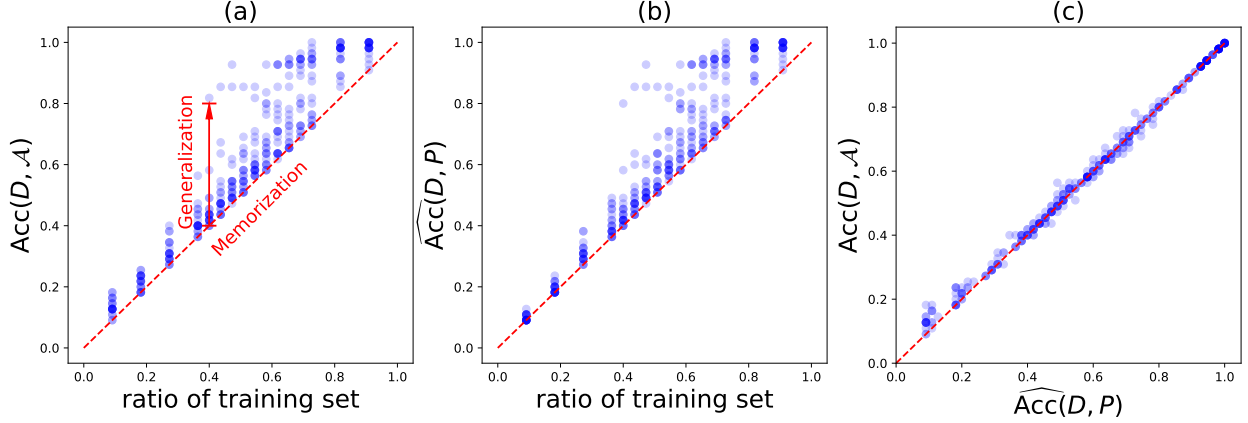 (a)
Acc(D, 𝒜)
1.0
0.8
0.6
0.4
0.2
0.0
Generalization
Memorization
0.0 0.2 0.4 0.6 0.8 1.0
ratio of training set
(b)
A͡cc(D, P)
1.0
0.8
0.6
0.4
0.2
0.0
0.0 0.2 0.4 0.6 0.8 1.0
ratio of training set
(c)
Acc(D, 𝒜)
1.0
0.8
0.6
0.4
0.2
0.0
0.0 0.2 0.4 0.6 0.8 1.0
A͡cc(D, P)